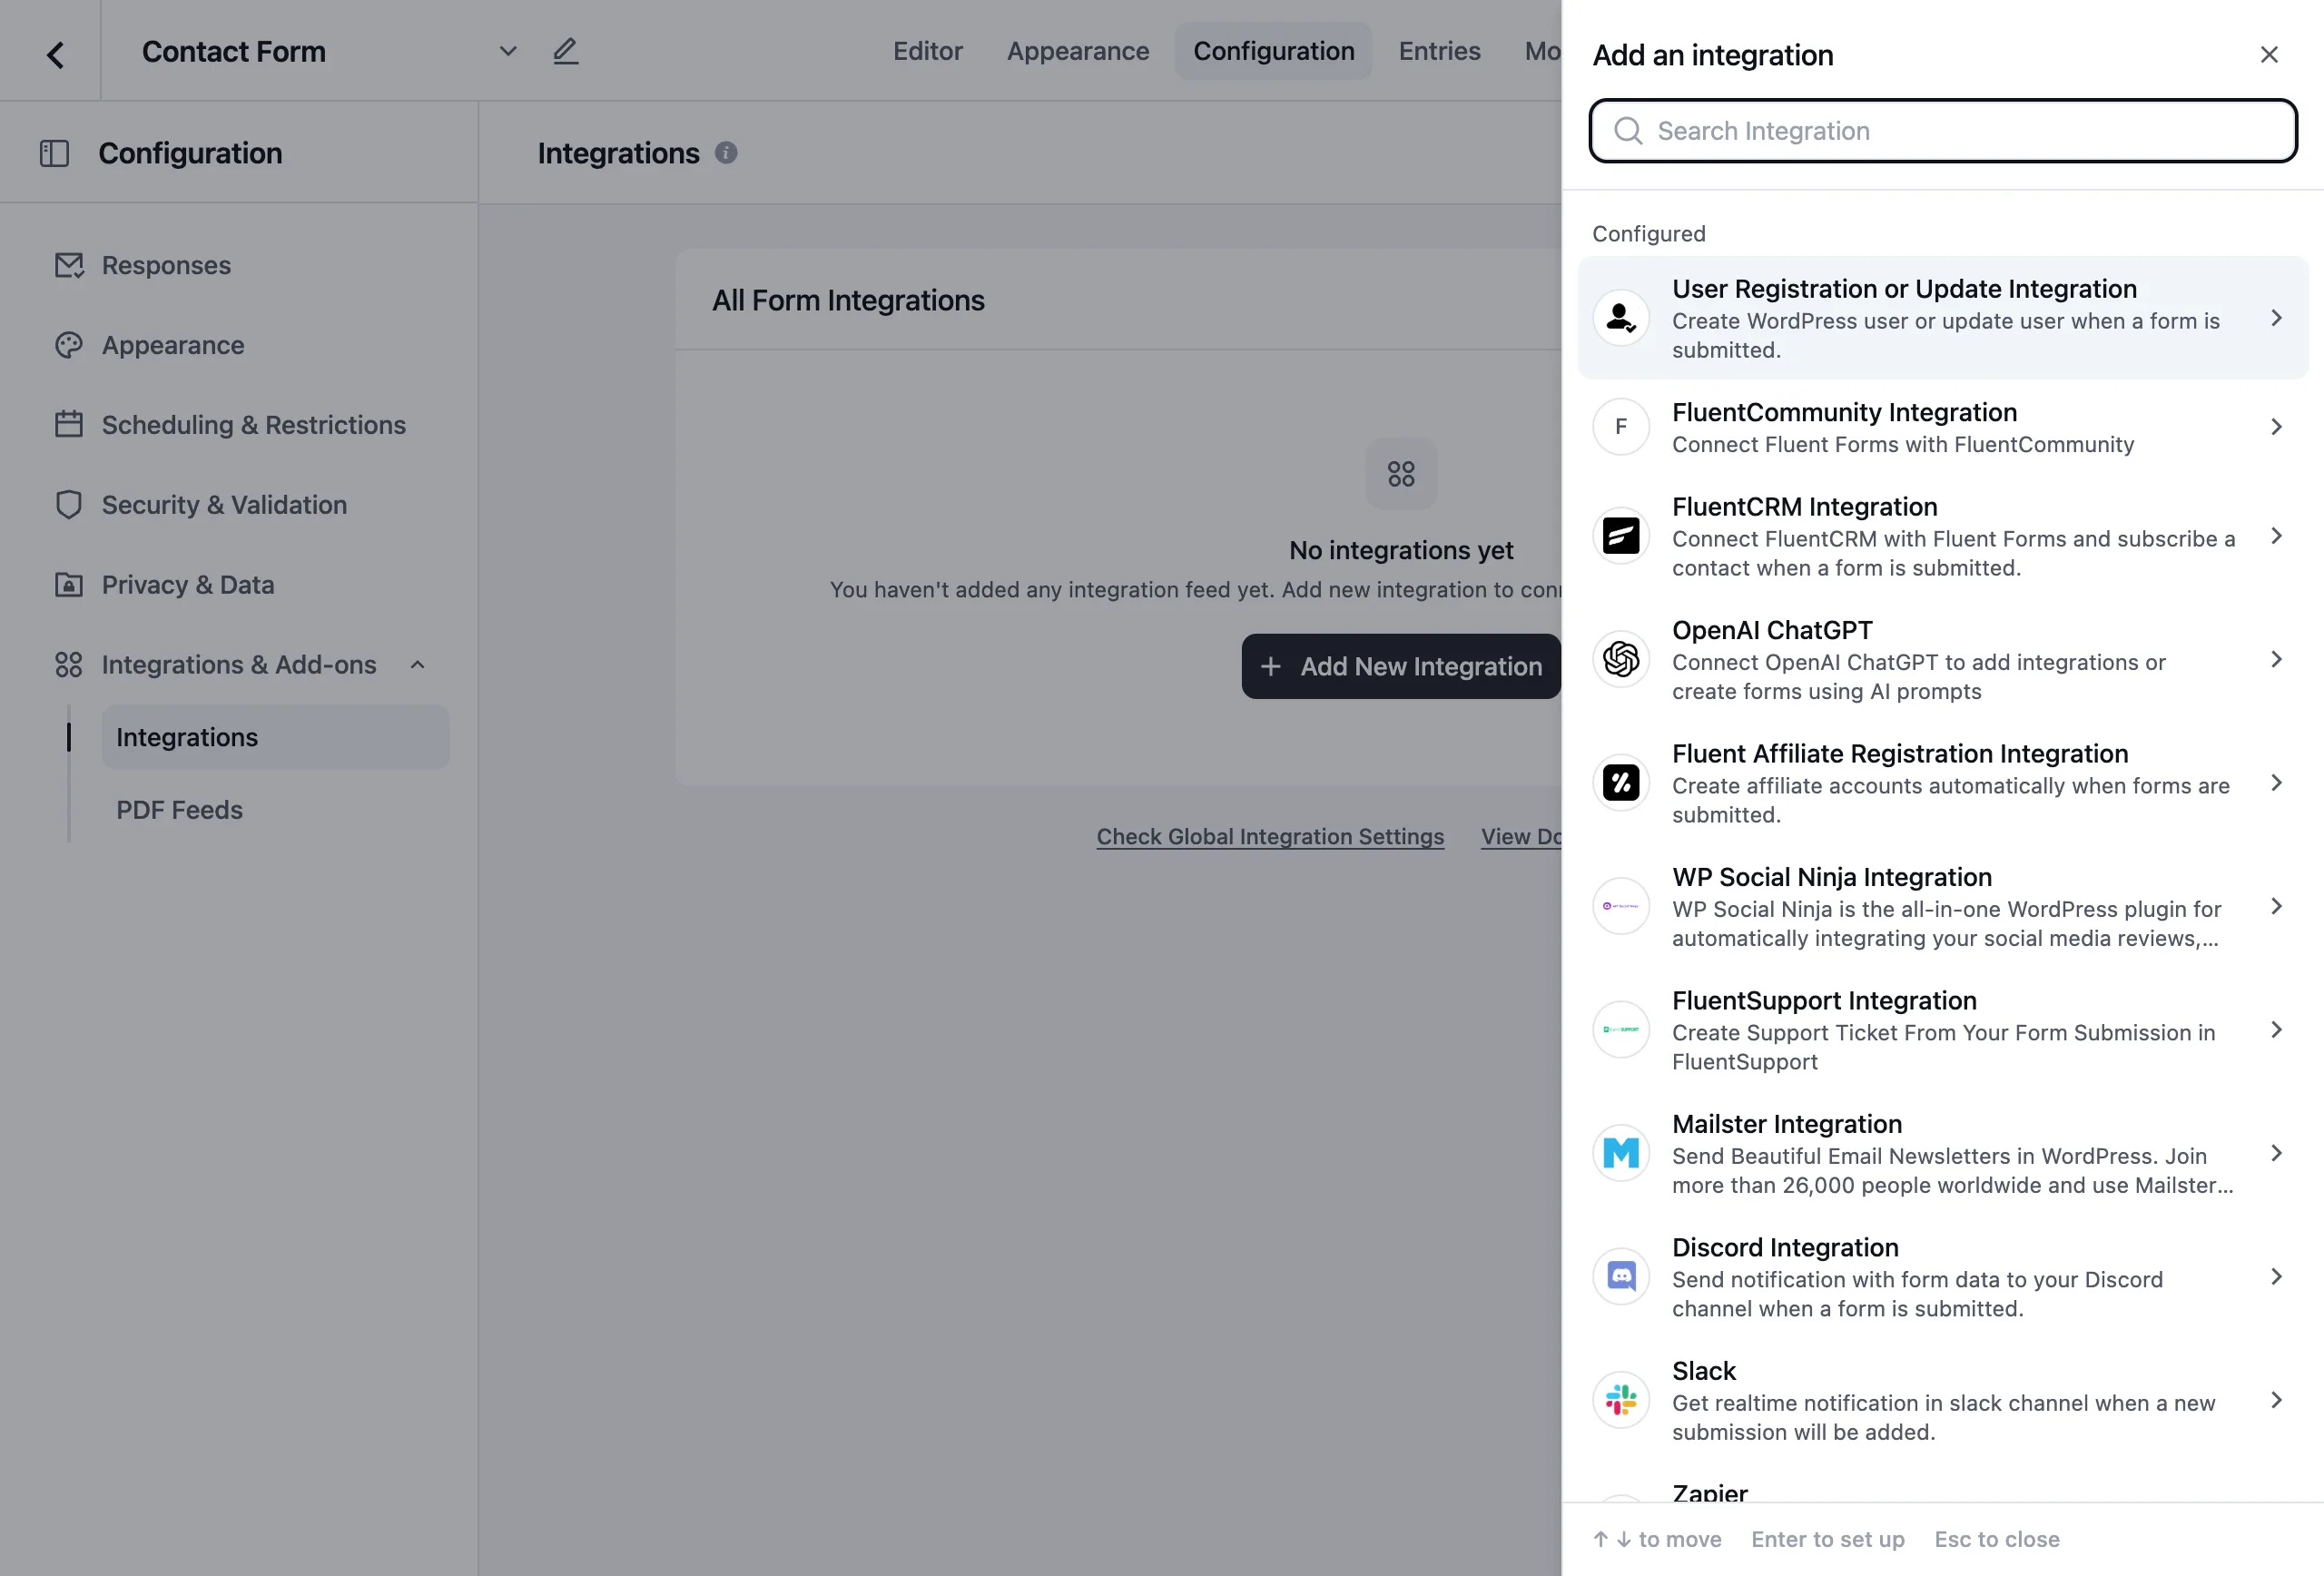 Contact Form
Editor
Appearance
Configuration
Entries
Mo
Configuration
Responses
Appearance
Scheduling & Restrictions
Security & Validation
Privacy & Data
Integrations & Add-ons
Integrations
PDF Feeds
Integrations
All Form Integrations
No integrations yet
You haven't added any integration feed yet. Add new integration to con
Add New Integration
Check Global Integration Settings
View Do
Add an integration
Search Integration
Configured
User Registration or Update Integration
Create WordPress user or update user when a form is
submitted.
F
FluentCommunity Integration
Connect Fluent Forms with FluentCommunity
FluentCRM Integration
Connect FluentCRM with Fluent Forms and subscribe a
contact when a form is submitted.
OpenAI ChatGPT
Connect OpenAI ChatGPT to add integrations or
create forms using AI prompts
Fluent Affiliate Registration Integration
Create affiliate accounts automatically when forms are
submitted.
WP Social Ninja Integration
WP Social Ninja is the all-in-one WordPress plugin for
automatically integrating your social media reviews,...
FluentSupport Integration
Create Support Ticket From Your Form Submission in
FluentSupport
Mailster Integration
Send Beautiful Email Newsletters in WordPress. Join
more than 26,000 people worldwide and use Mailster...
Discord Integration
Send notification with form data to your Discord
channel when a form is submitted.
Slack
Get realtime notification in slack channel when a new
submission will be added.
Zapier
↑ ↓ to move
Enter to set up
Esc to close